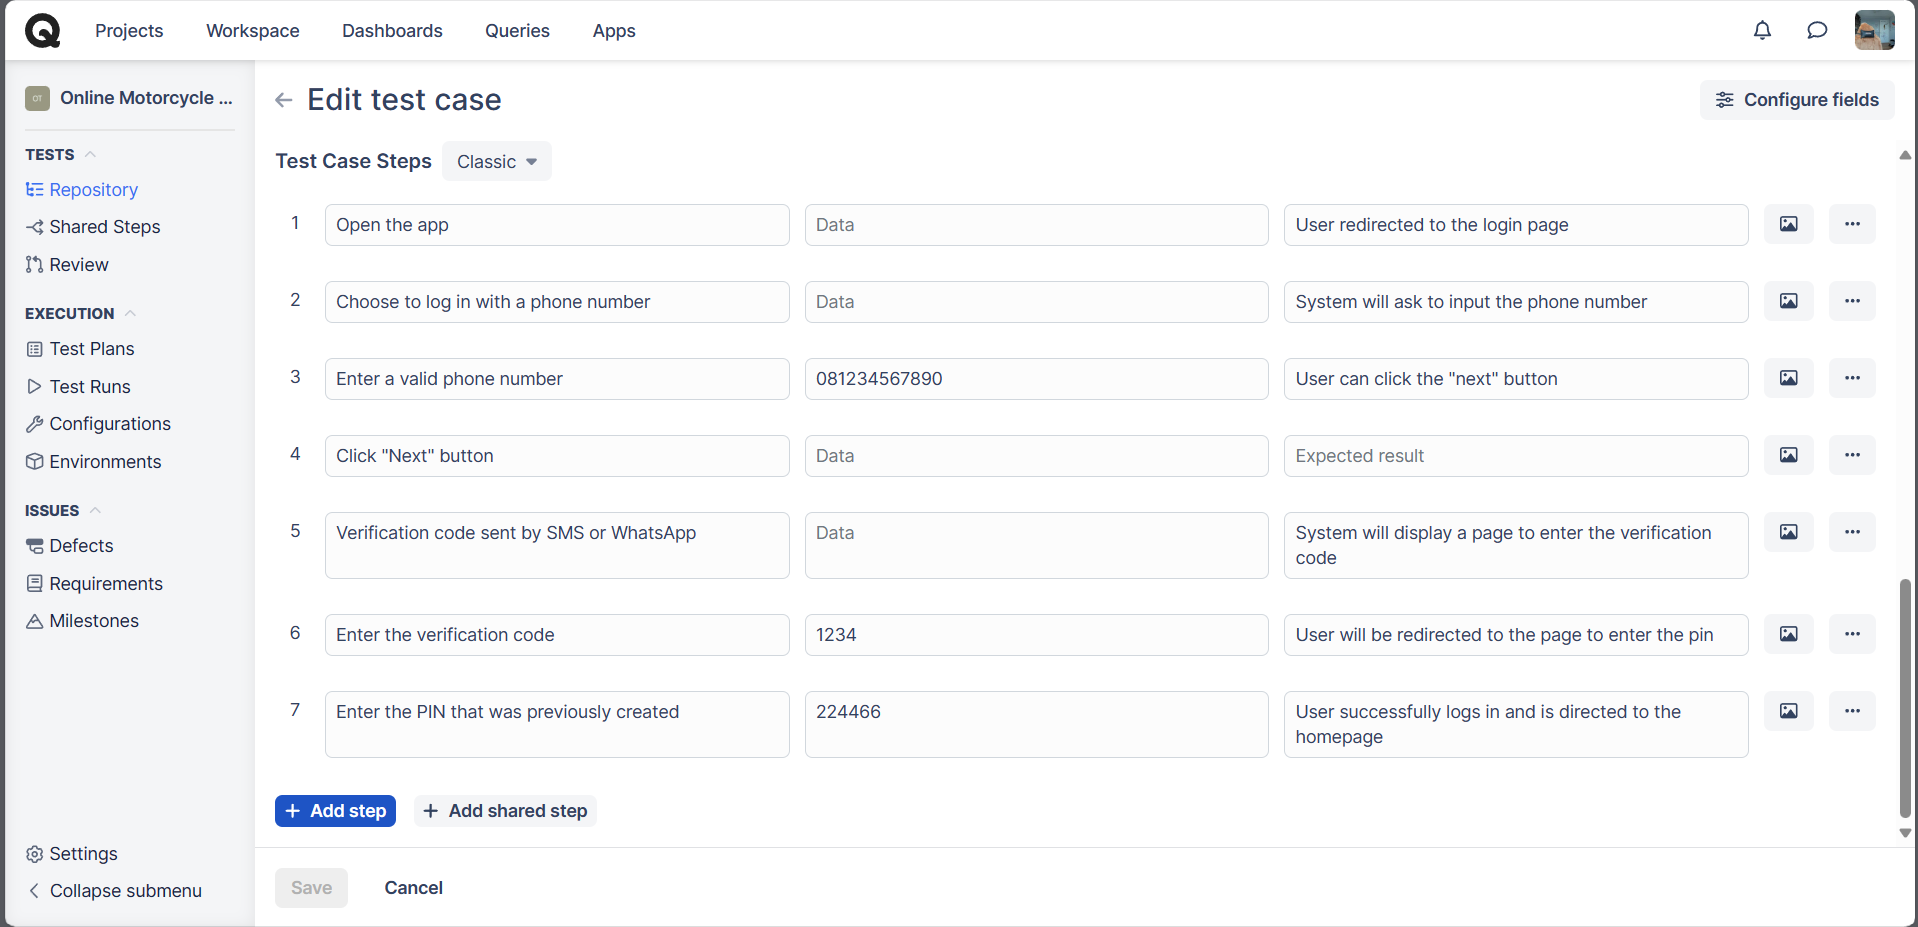 Projects Workspace Dashboards Queries Apps
OT Online Motorcycle ...
TESTS
Repository
Shared Steps
Review
EXECUTION
Test Plans
Test Runs
Configurations
Environments
ISSUES
Defects
Requirements
Milestones
Settings
Collapse submenu
Edit test case
Configure fields
Test Case Steps Classic
1 Open the app Data User redirected to the login page
2 Choose to log in with a phone number Data System will ask to input the phone number
3 Enter a valid phone number 081234567890 User can click the "next" button
4 Click "Next" button Data Expected result
5 Verification code sent by SMS or WhatsApp Data System will display a page to enter the verification
code
6 Enter the verification code 1234 User will be redirected to the page to enter the pin
7 Enter the PIN that was previously created 224466 User successfully logs in and is directed to the
homepage
+ Add step + Add shared step
Save Cancel